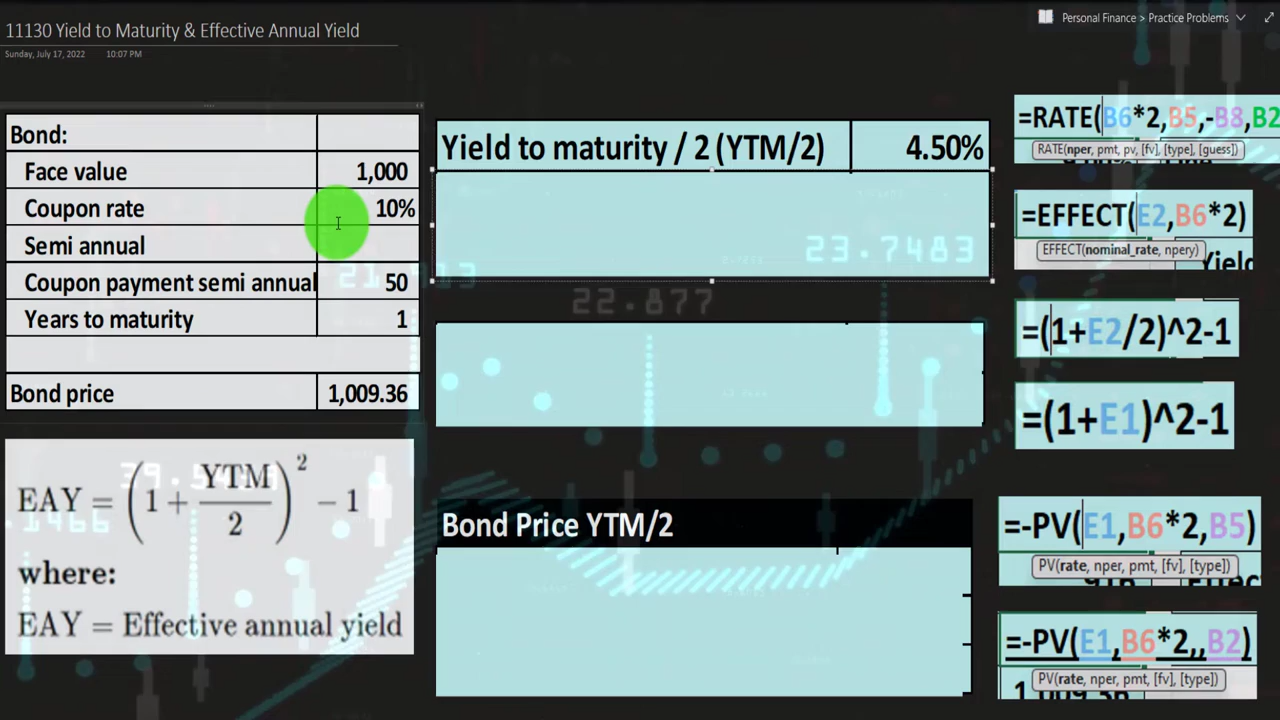 11130 Yield to Maturity & Effective Annual Yield
Sunday, July 17, 2022 10:07 PM
Personal Finance > Practice Problems
Bond:
Face value 1,000
Coupon rate 10%
Semi annual
Coupon payment semi annual 50
Years to maturity 1
Bond price 1,009.36
EAY = (1 + YTM/2)^2 − 1
where:
EAY = Effective annual yield
Yield to maturity / 2 (YTM/2) 4.50%
23.7483
22.877
Bond Price YTM/2
=RATE(B6*2,B5,-B8,B2
RATE(nper, pmt, pv, [fv], [type], [guess])
=EFFECT(E2,B6*2)
EFFECT(nominal_rate, npery)
Yield
=(1+E2/2)^2-1
=(1+E1)^2-1
=-PV(E1,B6*2,B5)
PV(rate, nper, pmt, [fv], [type])
=-PV(E1,B6*2,,B2)
PV(rate, nper, pmt, [fv], [type])
1,009.36